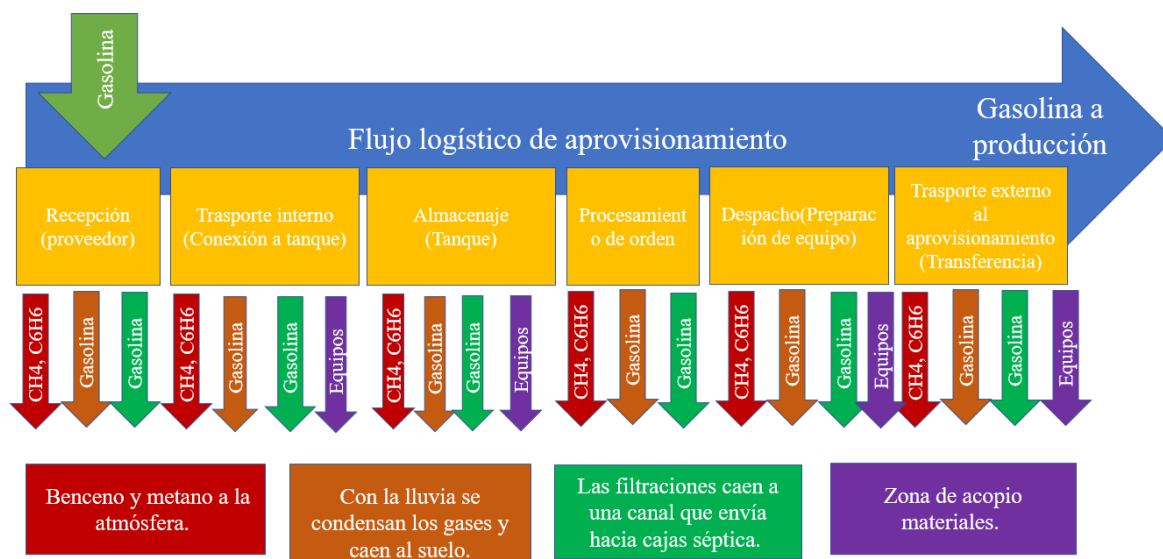 Gasolina
Flujo logístico de aprovisionamiento
Gasolina a
producción
Recepción
(proveedor)
Trasporte interno
(Conexión a tanque)
Almacenaje
(Tanque)
Procesamient
o de orden
Despacho(Preparac
ión de equipo)
Trasporte externo
al
aprovisionamiento
(Transferencia)
CH4, C6H6
Gasolina
Gasolina
CH4, C6H6
Gasolina
Gasolina
Equipos
CH4, C6H6
Gasolina
Gasolina
Equipos
CH4, C6H6
Gasolina
Gasolina
CH4, C6H6
Gasolina
Gasolina
Equipos
CH4, C6H6
Gasolina
Gasolina
Equipos
Benceno y metano a la
atmósfera.
Con la lluvia se
condensan los gases y
caen al suelo.
Las filtraciones caen a
una canal que envía
hacia cajas séptica.
Zona de acopio
materiales.